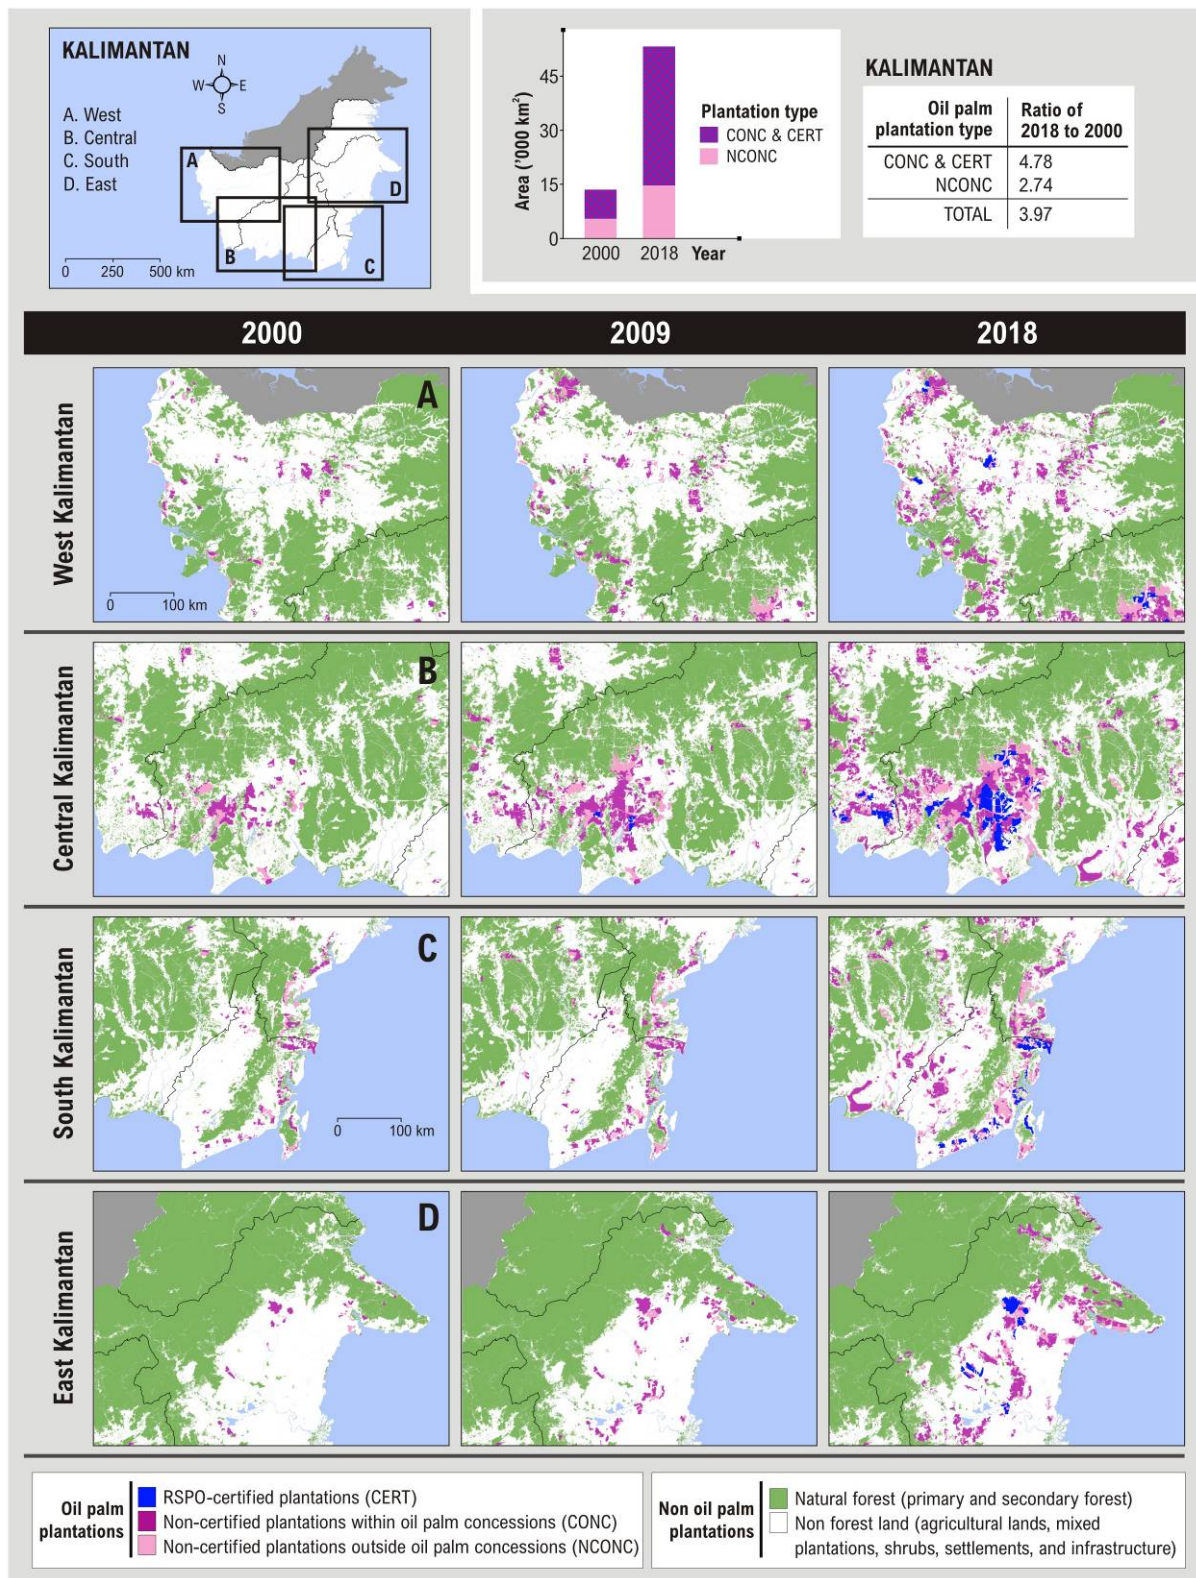 KALIMANTAN
N
W E
S
A. West
B. Central
C. South
D. East
A
D
B
C
0 250 500 km
Area ('000 km²)
45
30
15
0
2000 2018 Year
Plantation type
CONC & CERT
NCONC
KALIMANTAN
Oil palm plantation type
Ratio of 2018 to 2000
CONC & CERT 4.78
NCONC 2.74
TOTAL 3.97
2000 2009 2018
West Kalimantan
A
0 100 km
Central Kalimantan
B
South Kalimantan
C
0 100 km
East Kalimantan
D
Oil palm
plantations
RSPO-certified plantations (CERT)
Non-certified plantations within oil palm concessions (CONC)
Non-certified plantations outside oil palm concessions (NCONC)
Non oil palm
plantations
Natural forest (primary and secondary forest)
Non forest land (agricultural lands, mixed
plantations, shrubs, settlements, and infrastructure)